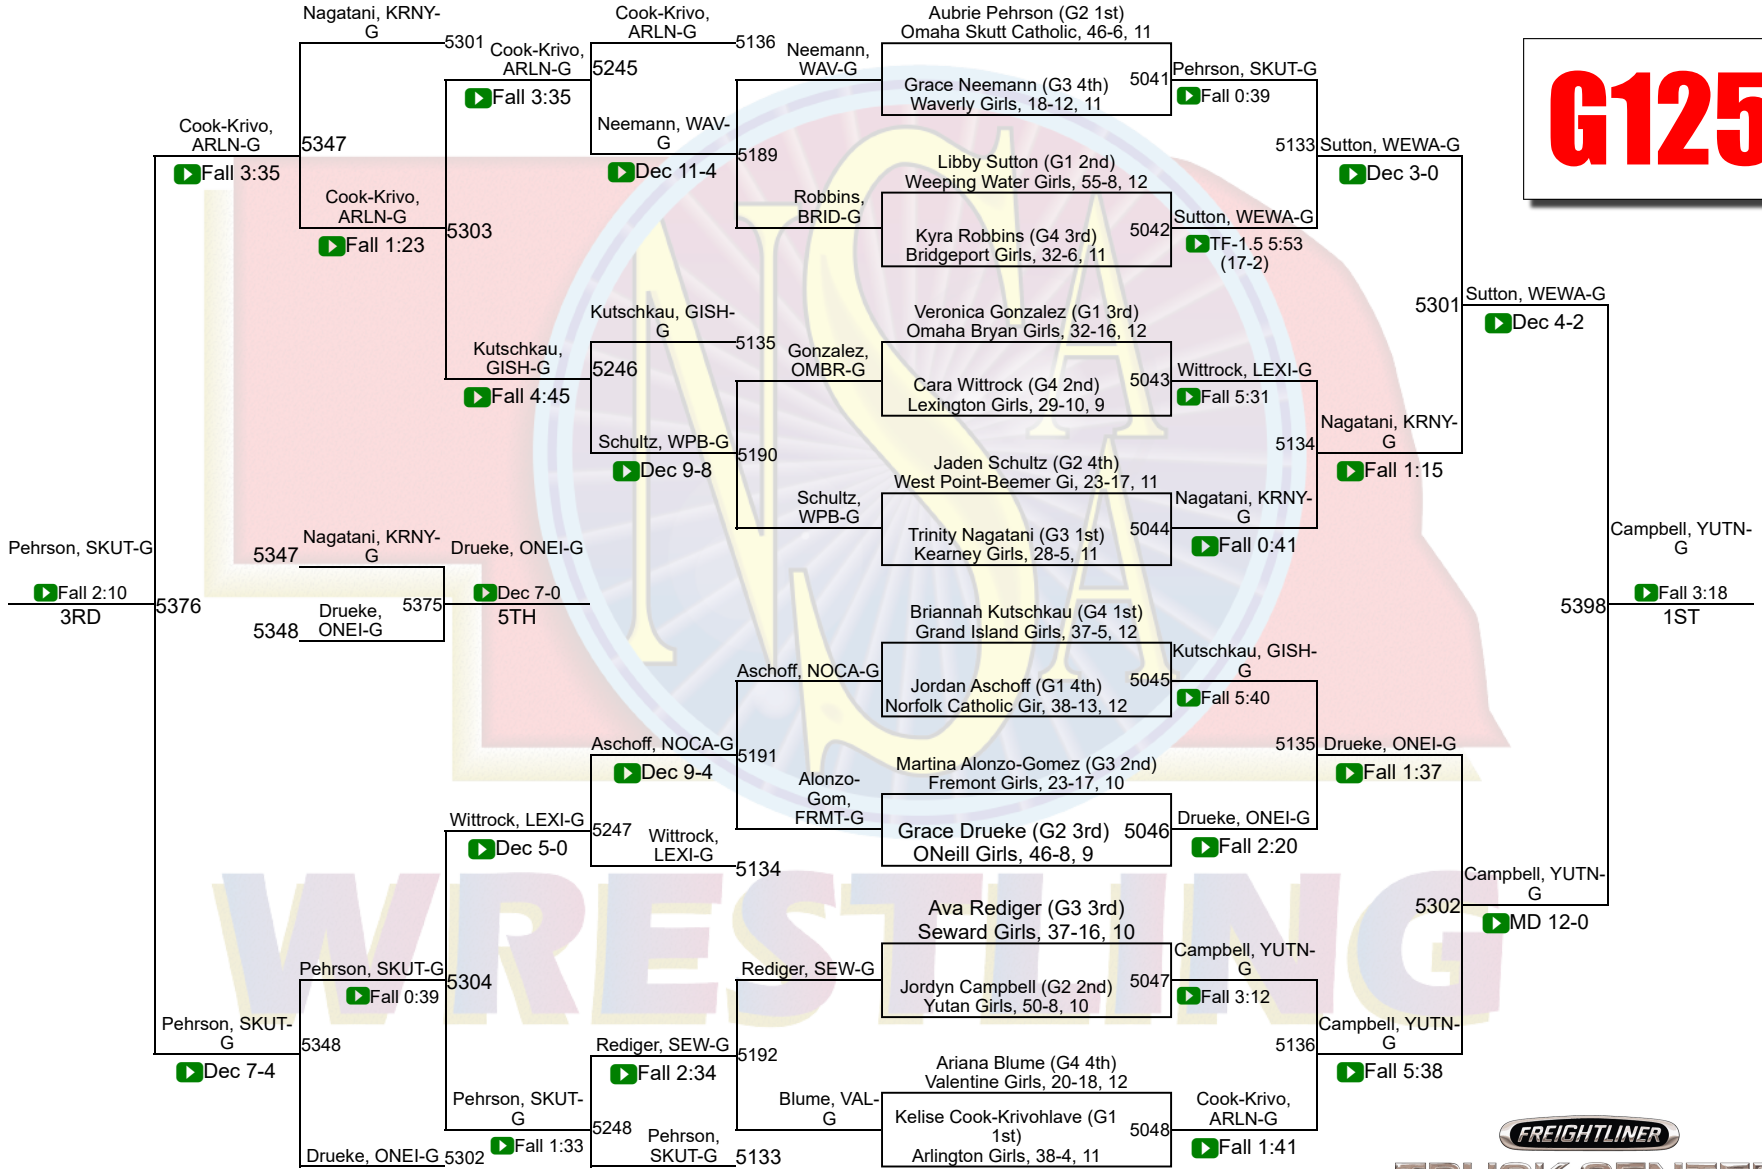 G125
Aubrie Pehrson (G2 1st)
Omaha Skutt Catholic, 46-6, 11
Grace Neemann (G3 4th)
Waverly Girls, 18-12, 11
5041
Libby Sutton (G1 2nd)
Weeping Water Girls, 55-8, 12
Kyra Robbins (G4 3rd)
Bridgeport Girls, 32-6, 11
5042
Veronica Gonzalez (G1 3rd)
Omaha Bryan Girls, 32-16, 12
Cara Wittrock (G4 2nd)
Lexington Girls, 29-10, 9
5043
Jaden Schultz (G2 4th)
West Point-Beemer Gi, 23-17, 11
Trinity Nagatani (G3 1st)
Kearney Girls, 28-5, 11
5044
Briannah Kutschkau (G4 1st)
Grand Island Girls, 37-5, 12
Jordan Aschoff (G1 4th)
Norfolk Catholic Gir, 38-13, 12
5045
Martina Alonzo-Gomez (G3 2nd)
Fremont Girls, 23-17, 10
Grace Drueke (G2 3rd)
ONeill Girls, 46-8, 9
5046
Ava Rediger (G3 3rd)
Seward Girls, 37-16, 10
Jordyn Campbell (G2 2nd)
Yutan Girls, 50-8, 10
5047
Ariana Blume (G4 4th)
Valentine Girls, 20-18, 12
Kelise Cook-Krivohlave (G1
1st)
Arlington Girls, 38-4, 11
5048
Pehrson, SKUT-G
Fall 0:39
5133
Sutton, WEWA-G
TF-1.5 5:53
(17-2)
Wittrock, LEXI-G
Fall 5:31
5134
Nagatani, KRNY-
G
Fall 0:41
Kutschkau, GISH-
G
Fall 5:40
5135
Drueke, ONEI-G
Fall 2:20
Campbell, YUTN-
G
Fall 3:12
5136
Cook-Krivo,
ARLN-G
Fall 1:41
Sutton, WEWA-G
Dec 3-0
5301
Nagatani, KRNY-
G
Fall 1:15
Drueke, ONEI-G
Fall 1:37
5302
Campbell, YUTN-
G
Fall 5:38
Sutton, WEWA-G
Dec 4-2
5398
Campbell, YUTN-
G
MD 12-0
Campbell, YUTN-
G
Fall 3:18
1ST
Neemann,
WAV-G
5189
Robbins,
BRID-G
Gonzalez,
OMBR-G
5190
Schultz,
WPB-G
Aschoff, NOCA-G
5191
Alonzo-
Gom,
FRMT-G
Rediger, SEW-G
5192
Blume, VAL-
G
Cook-Krivo,
ARLN-G
5136
5245
Neemann, WAV-
G
Dec 11-4
Kutschkau, GISH-
G
5135
5246
Schultz, WPB-G
Dec 9-8
Aschoff, NOCA-G
Dec 9-4
5247
Wittrock,
LEXI-G
5134
Rediger, SEW-G
Fall 2:34
5248
Pehrson,
SKUT-G
5133
Cook-Krivo,
ARLN-G
Fall 3:35
5303
Kutschkau,
GISH-G
Fall 4:45
Wittrock, LEXI-G
Dec 5-0
5304
Pehrson, SKUT-
G
Fall 1:33
Nagatani, KRNY-
G
5301
5347
Cook-Krivo,
ARLN-G
Fall 1:23
Pehrson, SKUT-G
Fall 0:39
5348
Drueke, ONEI-G
5302
Cook-Krivo,
ARLN-G
Fall 3:35
5376
Pehrson, SKUT-
G
Dec 7-4
Pehrson, SKUT-G
Fall 2:10
3RD
5347
Nagatani, KRNY-
G
5375
5348
Drueke,
ONEI-G
Drueke, ONEI-G
Dec 7-0
5TH
NSAA
WRESTLING
FREIGHTLINER